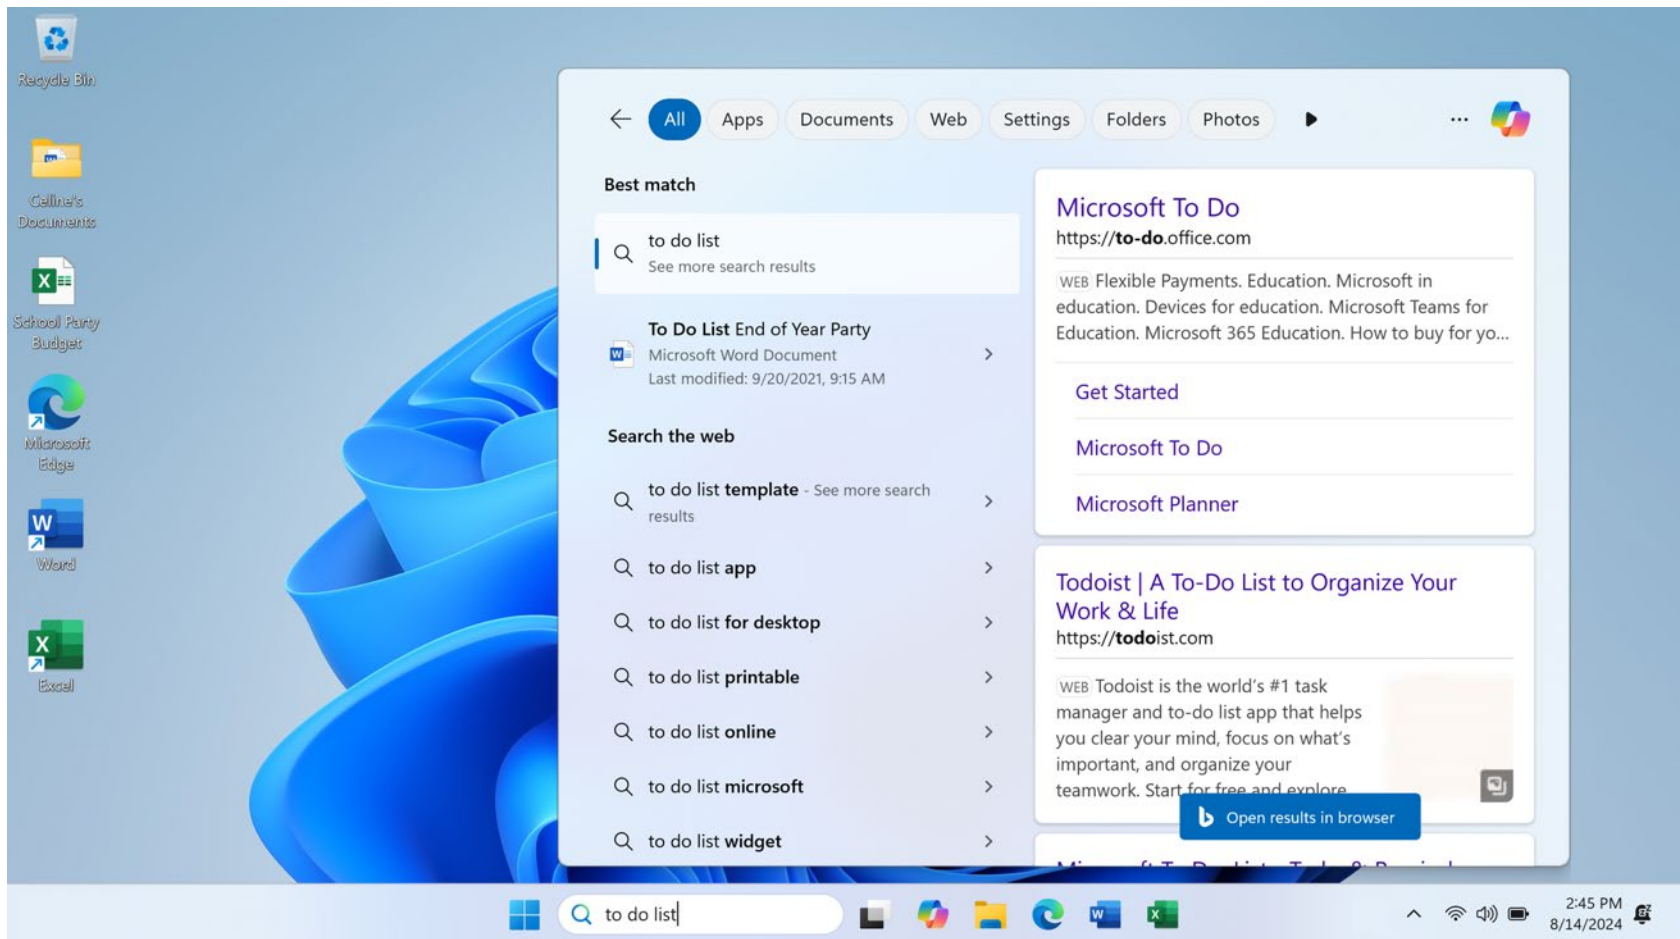 Recycle Bin
Celline's
Documents
School Party
Budget
Microsoft
Edge
Word
Excel
All
Apps
Documents
Web
Settings
Folders
Photos
Best match
to do list
See more search results
To Do List End of Year Party
Microsoft Word Document
Last modified: 9/20/2021, 9:15 AM
Search the web
to do list template - See more search
results
to do list app
to do list for desktop
to do list printable
to do list online
to do list microsoft
to do list widget
Microsoft To Do
https://to-do.office.com
WEB Flexible Payments. Education. Microsoft in
education. Devices for education. Microsoft Teams for
Education. Microsoft 365 Education. How to buy for yo...
Get Started
Microsoft To Do
Microsoft Planner
Todoist | A To-Do List to Organize Your
Work & Life
https://todoist.com
WEB Todoist is the world's #1 task
manager and to-do list app that helps
you clear your mind, focus on what's
important, and organize your
teamwork. Start for free and explore
Open results in browser
to do list
2:45 PM
8/14/2024